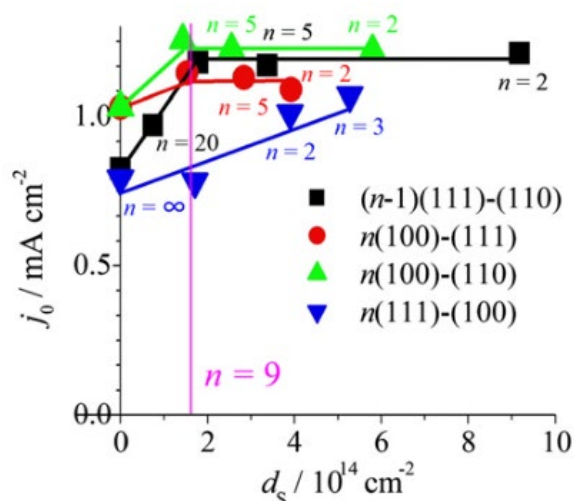 n = 5
n = 5
n = 2
n = 2
n = 2
n = 5
n = 3
n = 20
n = 2
n = ∞
1.0
0.5
0.0
(n-1)(111)-(110)
n(100)-(111)
n(100)-(110)
n(111)-(100)
n = 9
j₀ / mA cm⁻²
0 2 4 6 8 10
dₛ / 10¹⁴ cm⁻²